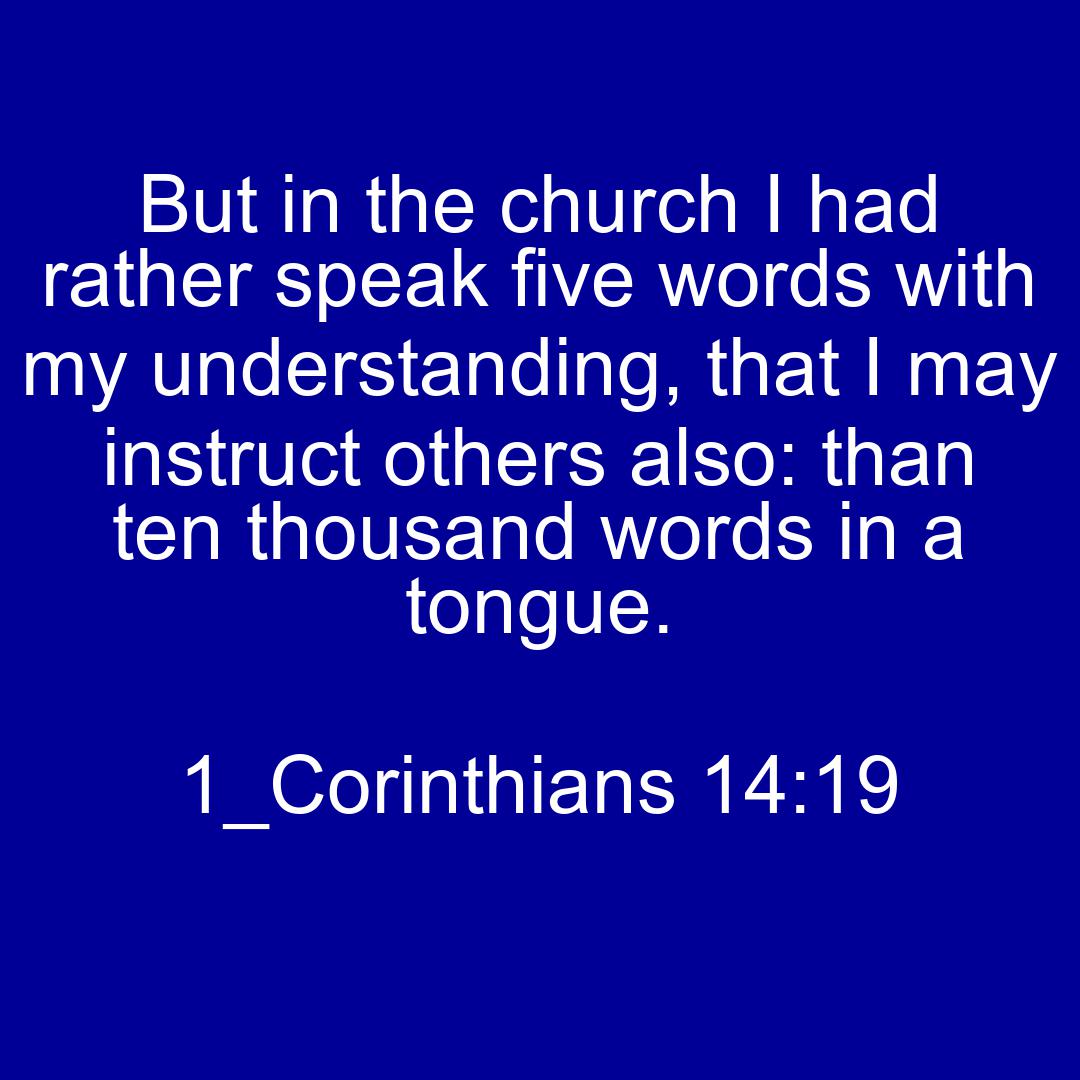 But in the church I had
rather speak five words with
my understanding, that I may
instruct others also: than
ten thousand words in a
tongue.
1_Corinthians 14:19